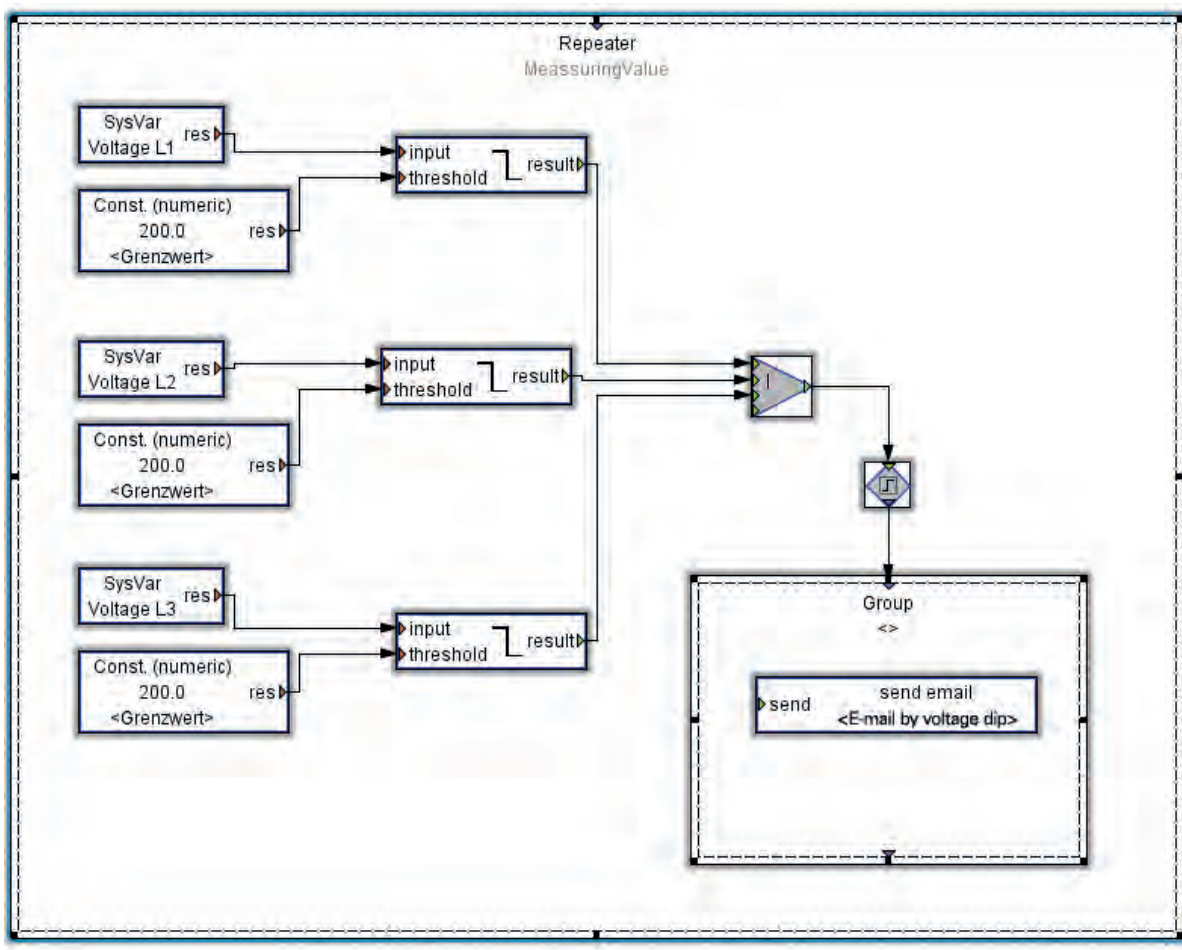 Repeater
MeassuringValue
SysVar
Voltage L1
res
Const. (numeric)
200.0
<Grenzwert>
res
input
threshold
result
SysVar
Voltage L2
res
Const. (numeric)
200.0
<Grenzwert>
res
input
threshold
result
SysVar
Voltage L3
res
Const. (numeric)
200.0
<Grenzwert>
res
input
threshold
result
|
Group
<>
send
send email
<E-mail by voltage dip>